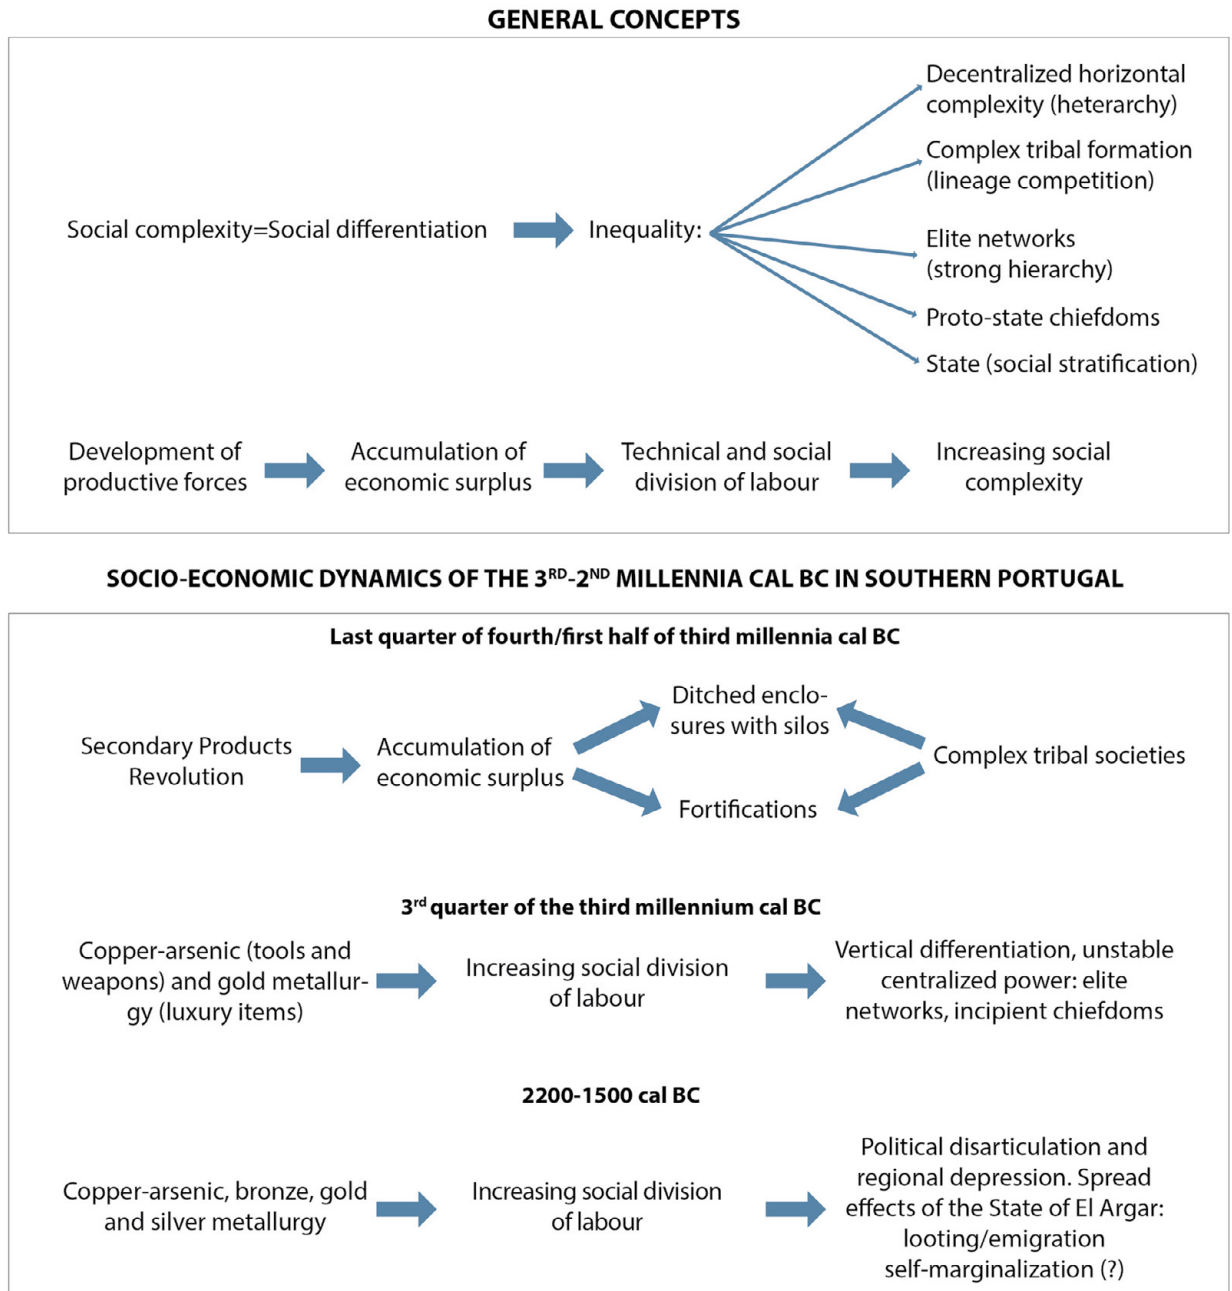 GENERAL CONCEPTS
Decentralized horizontal
complexity (heterarchy)
Complex tribal formation
(lineage competition)
Social complexity=Social differentiation
Inequality:
Elite networks
(strong hierarchy)
Proto-state chiefdoms
State (social stratification)
Development of
productive forces
Accumulation of
economic surplus
Technical and social
division of labour
Increasing social
complexity
SOCIO-ECONOMIC DYNAMICS OF THE 3RD-2ND MILLENNIA CAL BC IN SOUTHERN PORTUGAL
Last quarter of fourth/first half of third millennia cal BC
Secondary Products
Revolution
Accumulation of
economic surplus
Ditched enclo-
sures with silos
Fortifications
Complex tribal societies
3rd quarter of the third millennium cal BC
Copper-arsenic (tools and
weapons) and gold metallur-
gy (luxury items)
Increasing social division
of labour
Vertical differentiation, unstable
centralized power: elite
networks, incipient chiefdoms
2200-1500 cal BC
Copper-arsenic, bronze, gold
and silver metallurgy
Increasing social division
of labour
Political disarticulation and
regional depression. Spread
effects of the State of El Argar:
looting/emigration
self-marginalization (?)